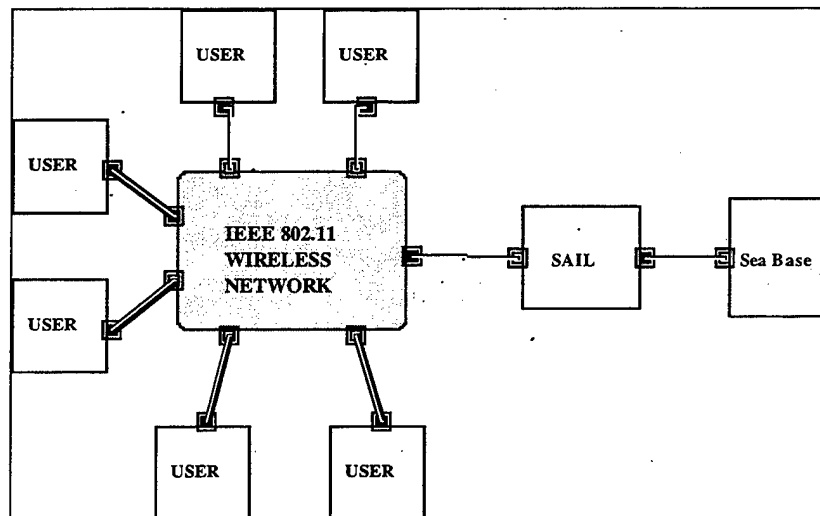 USER
USER
USER
IEEE 802.11
WIRELESS
NETWORK
SAIL
Sea Base
USER
USER
USER